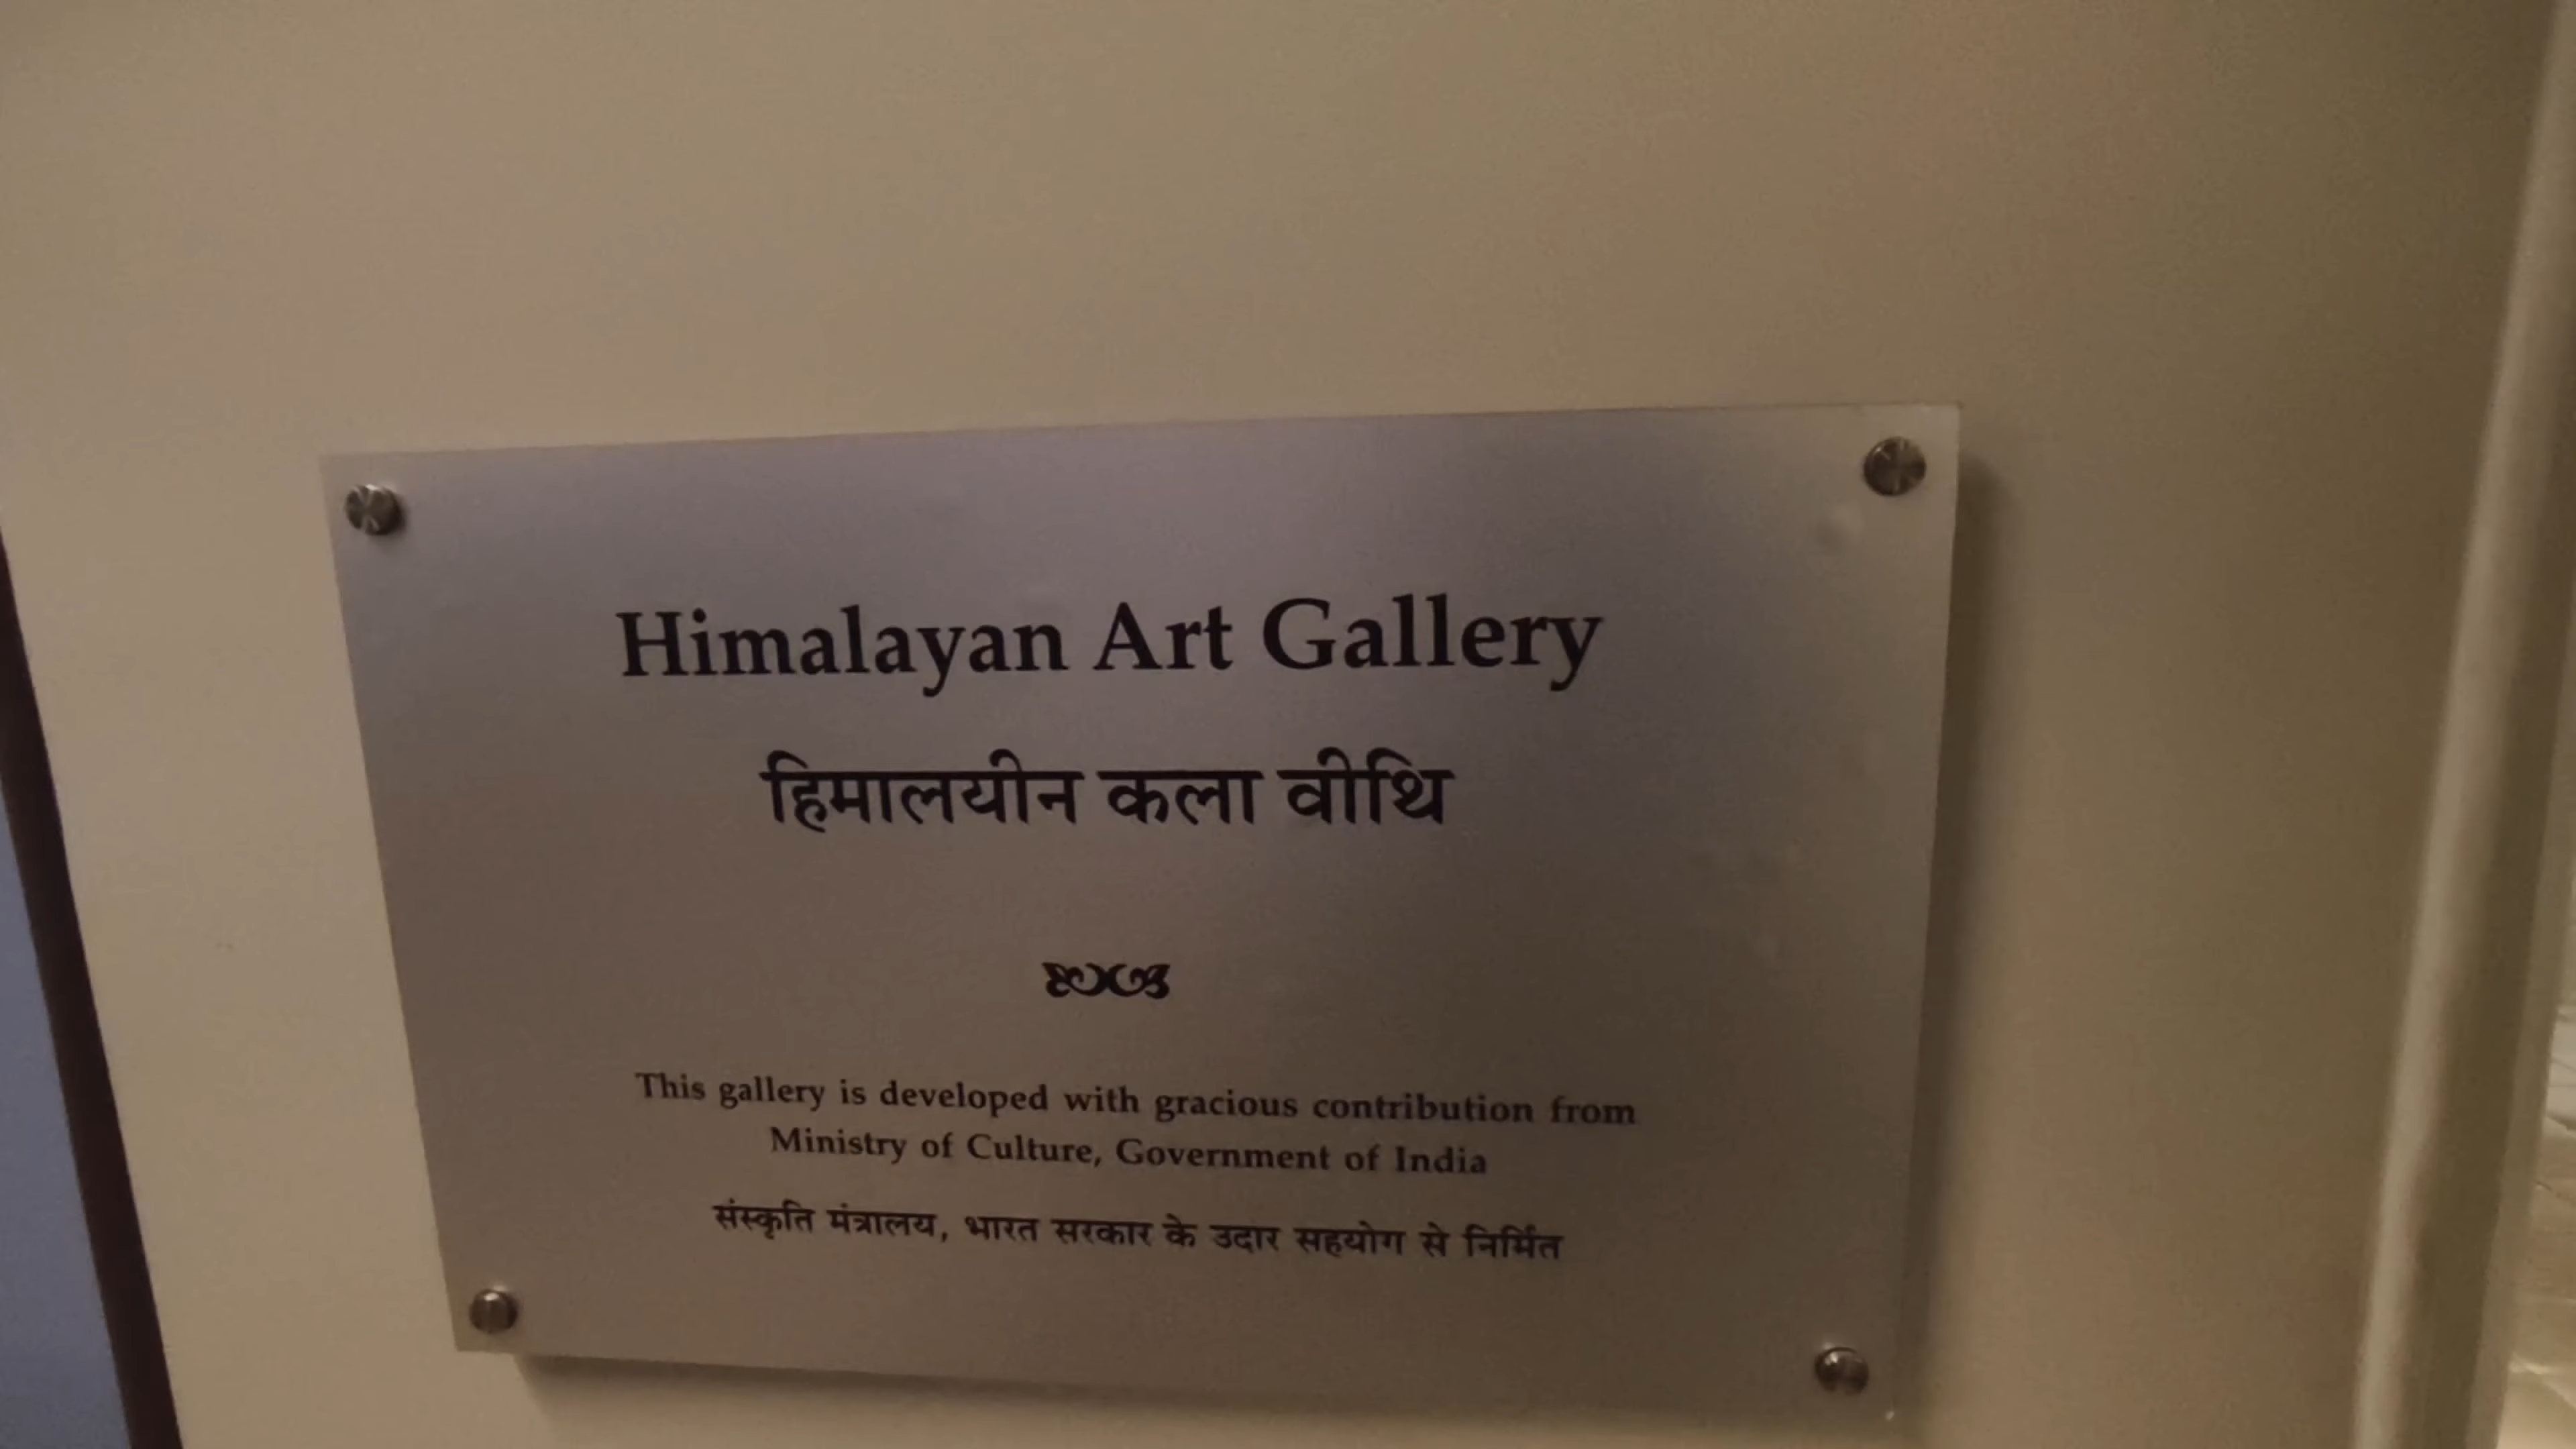 Himalayan Art Gallery
हिमालयीन कला वीथि
This gallery is developed with gracious contribution from
Ministry of Culture, Government of India
संस्कृति मंत्रालय, भारत सरकार के उदार सहयोग से निर्मित